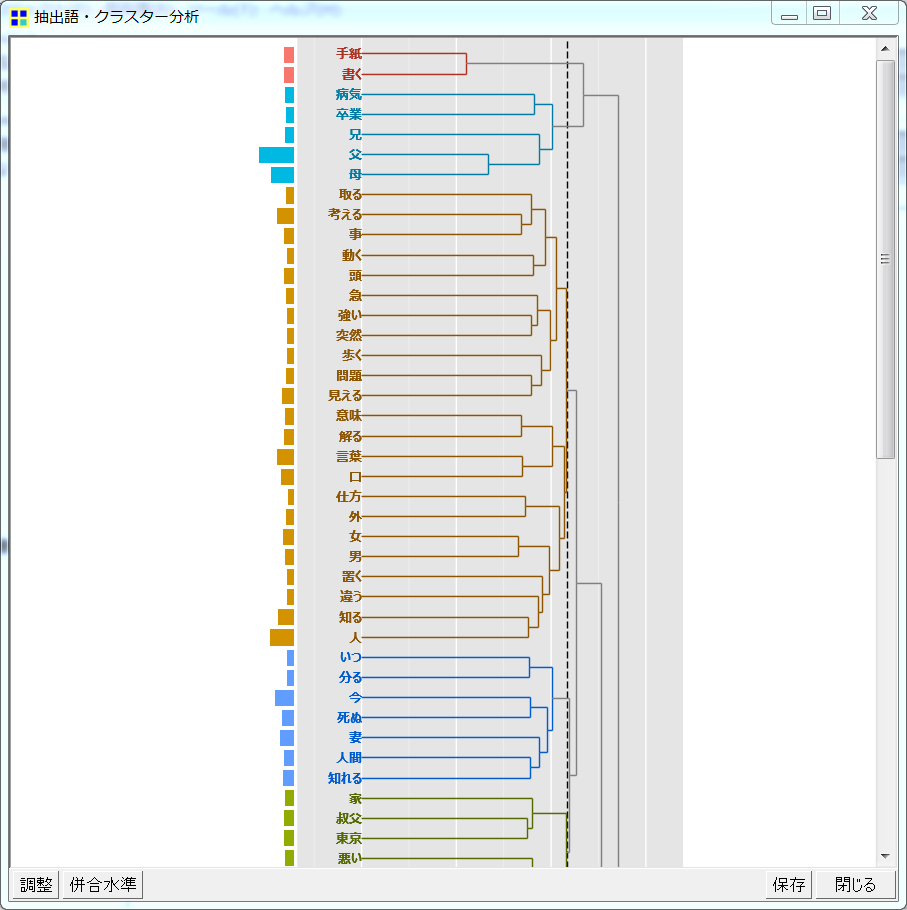 抽出語・クラスター分析
手紙
書く
病気
卒業
兄
父
母
取る
考える
事
動く
頭
急
強い
突然
歩く
問題
見える
意味
解る
言葉
口
仕方
外
女
男
置く
違う
知る
人
いつ
分る
今
死ぬ
妻
人間
知れる
家
叔父
東京
悪い
調整 併合水準 保存 閉じる